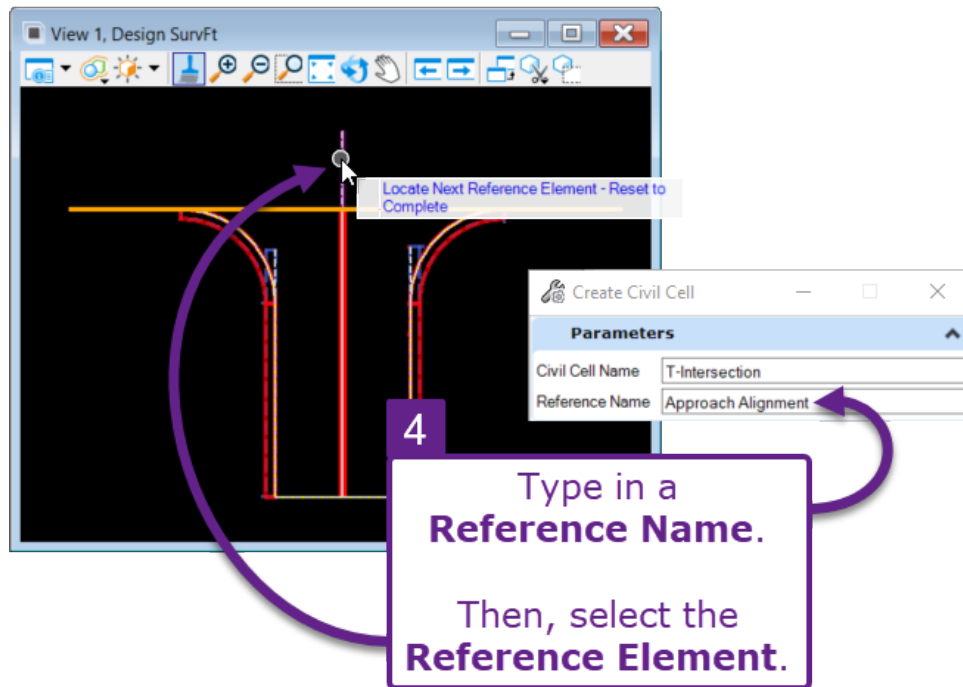 View 1, Design SurvFt
Locate Next Reference Element - Reset to
Complete
Create Civil Cell
Parameters
Civil Cell Name T-Intersection
Reference Name Approach Alignment
4
Type in a
Reference Name.
Then, select the
Reference Element.